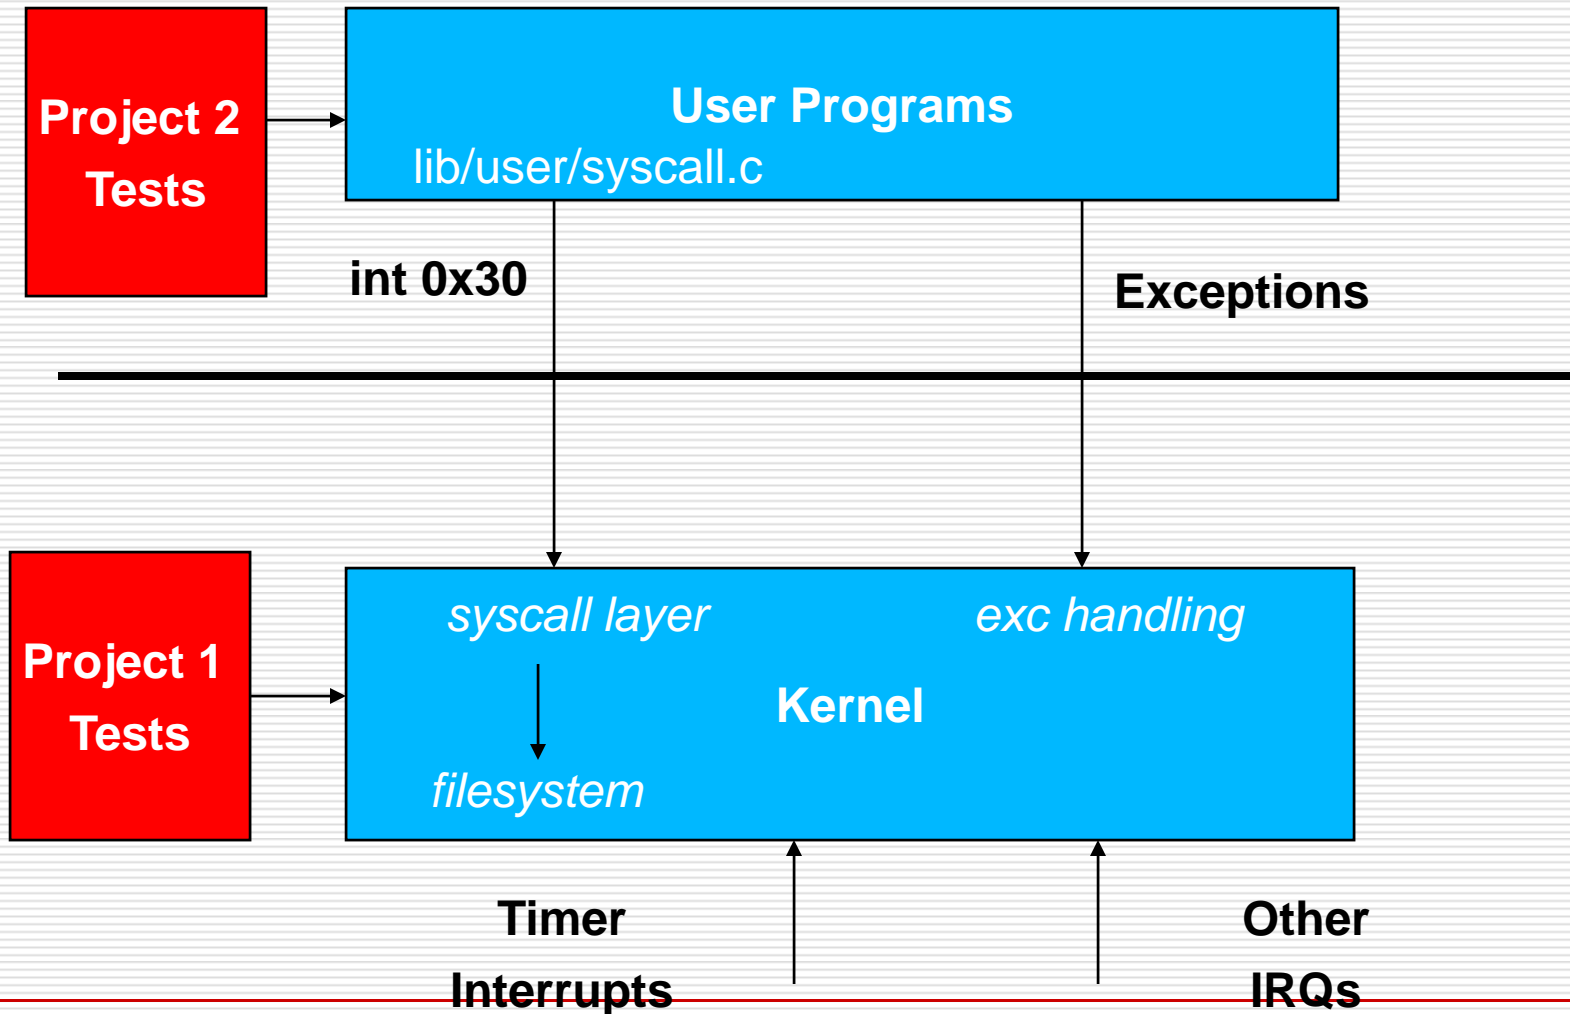 Project 2
Tests
User Programs
lib/user/syscall.c
int 0x30
Exceptions
Project 1
Tests
syscall layer
exc handling
Kernel
filesystem
Timer
Interrupts
Other
IRQs